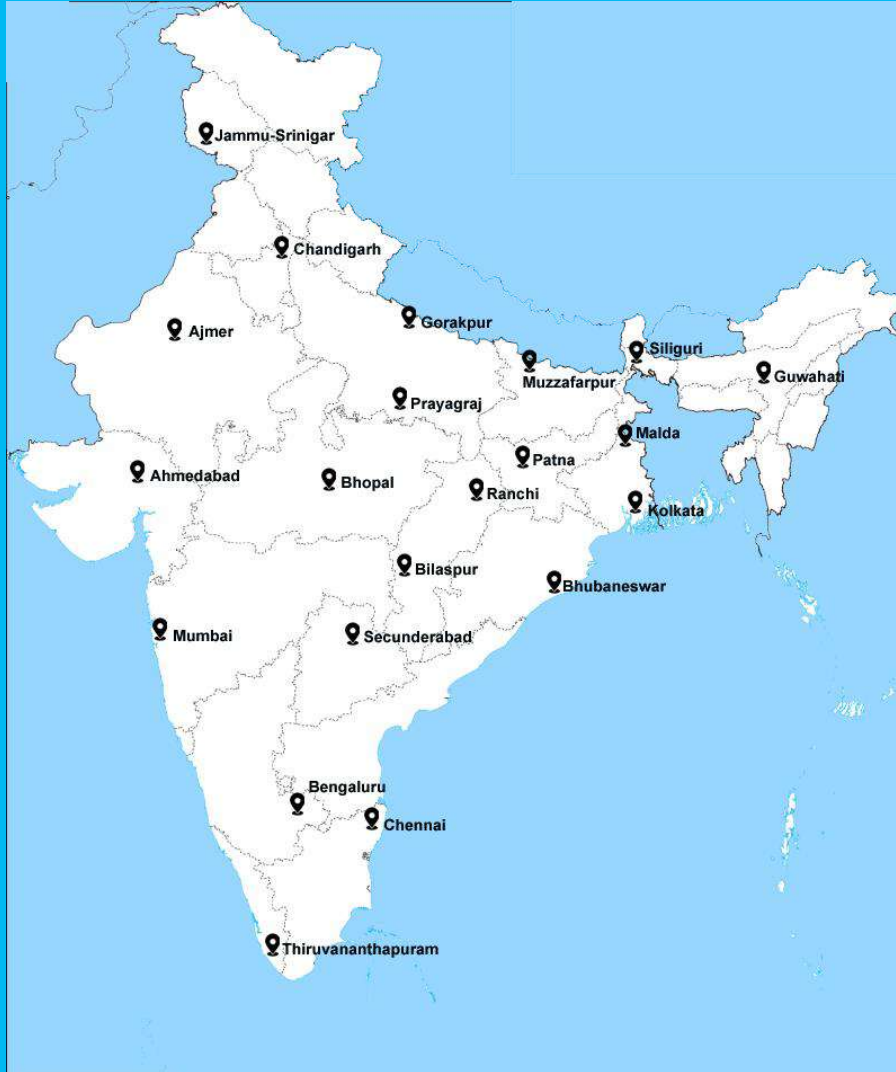 Jammu-Srinigar
Chandigarh
Ajmer
Gorakpur
Siliguri
Muzzafarpur
Guwahati
Prayagraj
Malda
Ahmedabad
Bhopal
Patna
Ranchi
Kolkata
Bilaspur
Bhubaneswar
Mumbai
Secunderabad
Bengaluru
Chennai
Thiruvananthapuram